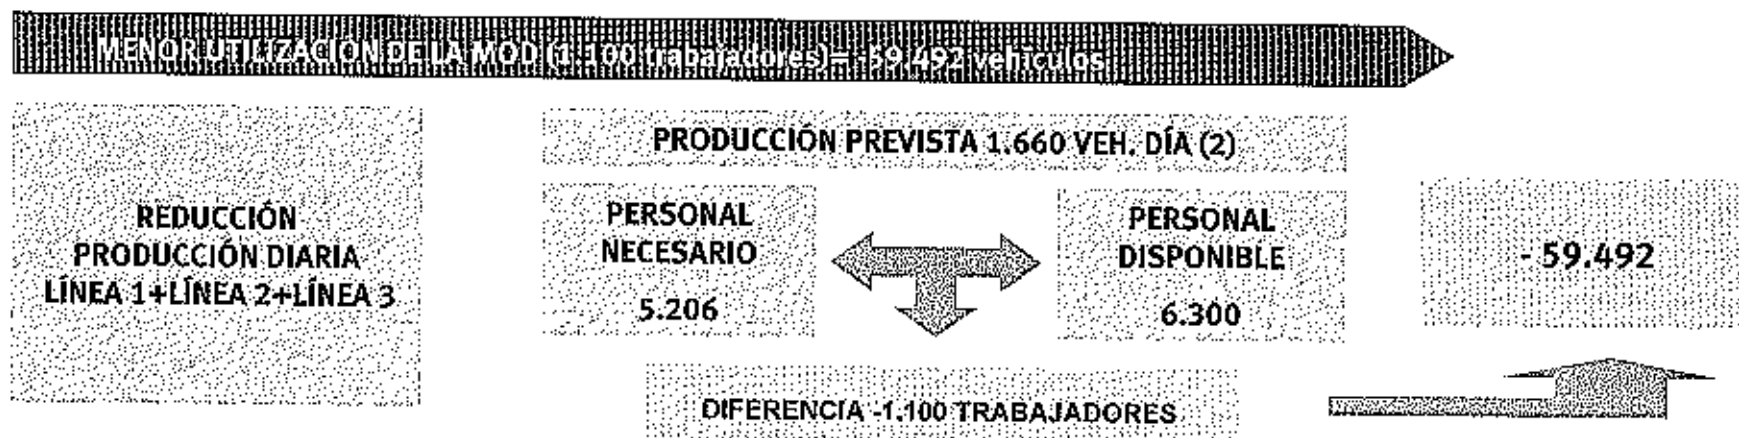 MENOR UTILIZACIÓN DE LA MOD (1.100 trabajadores)= -59.492 vehículos
PRODUCCIÓN PREVISTA 1.660 VEH. DÍA (2)
REDUCCIÓN
PRODUCCIÓN DIARIA
LÍNEA 1+LÍNEA 2+LÍNEA 3
PERSONAL
NECESARIO
5.206
PERSONAL
DISPONIBLE
6.300
- 59.492
DIFERENCIA -1.100 TRABAJADORES